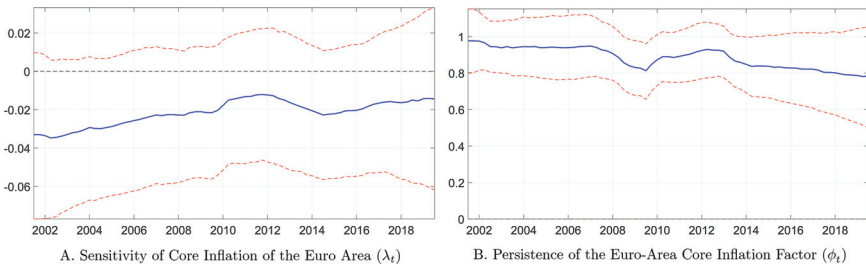 0.02
0
-0.02
-0.04
-0.06
2002 2004 2006 2008 2010 2012 2014 2016 2018
A. Sensitivity of Core Inflation of the Euro Area (λt)
1
0.8
0.6
0.4
0.2
0
2002 2004 2006 2008 2010 2012 2014 2016 2018
B. Persistence of the Euro-Area Core Inflation Factor (ϕt)